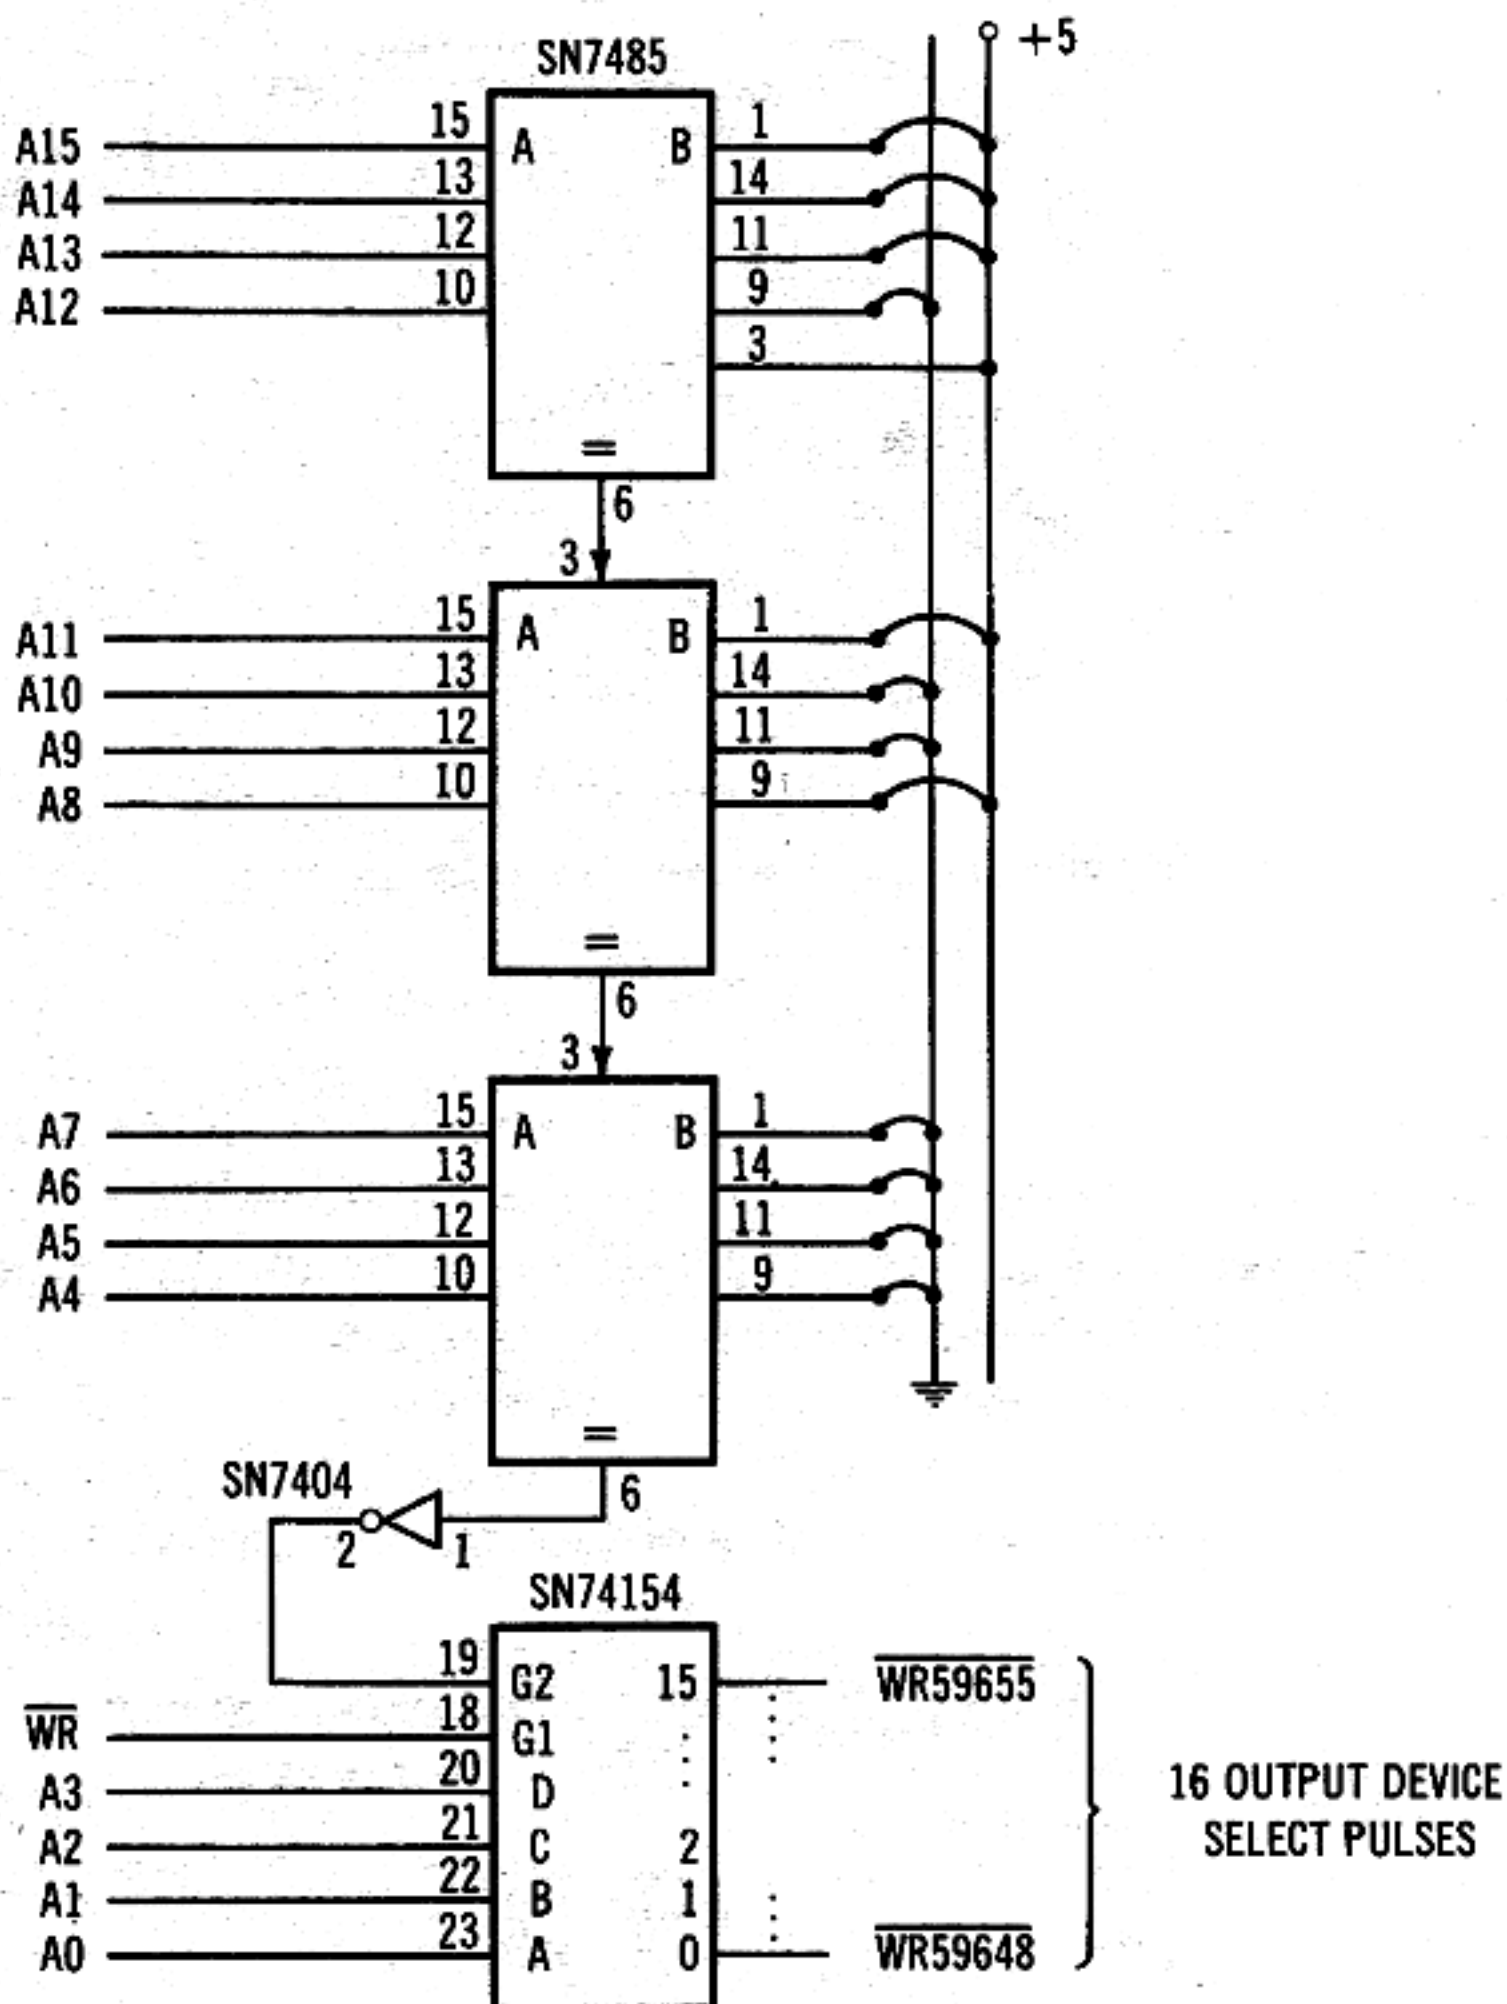 +5
SN7485
A15 15 A B 1
A14 13 14
A13 12 11
A12 10 9
3
=
6
3
A11 15 A B 1
A10 13 14
A9 12 11
A8 10 9
=
6
3
A7 15 A B 1
A6 13 14
A5 12 11
A4 10 9
=
6
SN7404
2 1
SN74154
19 G2 15 WR59655
WR 18 G1
A3 20 D
A2 21 C 2
A1 22 B 1
A0 23 A 0 WR59648
16 OUTPUT DEVICE
SELECT PULSES